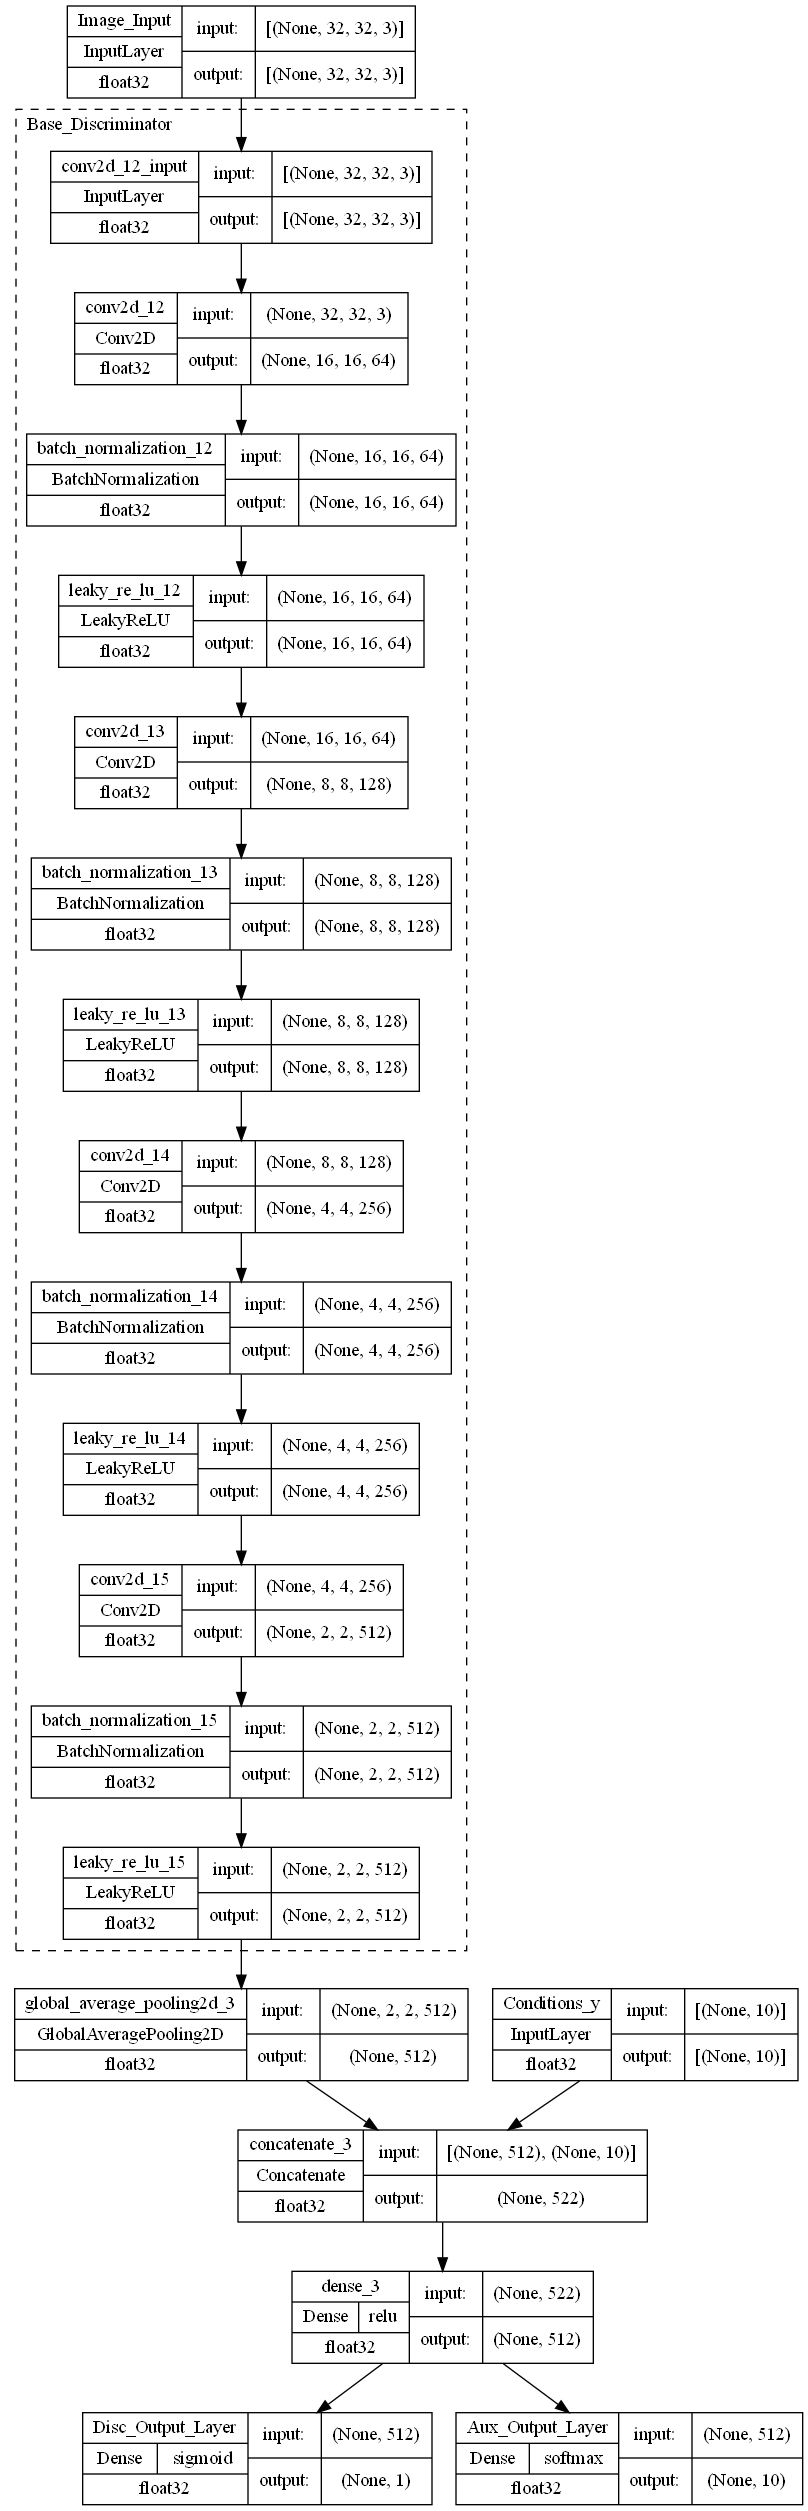 Image_Input
InputLayer
float32
input:
[(None, 32, 32, 3)]
output:
[(None, 32, 32, 3)]
Base_Discriminator
conv2d_12_input
InputLayer
float32
input:
[(None, 32, 32, 3)]
output:
[(None, 32, 32, 3)]
conv2d_12
Conv2D
float32
input:
(None, 32, 32, 3)
output:
(None, 16, 16, 64)
batch_normalization_12
BatchNormalization
float32
input:
(None, 16, 16, 64)
output:
(None, 16, 16, 64)
leaky_re_lu_12
LeakyReLU
float32
input:
(None, 16, 16, 64)
output:
(None, 16, 16, 64)
conv2d_13
Conv2D
float32
input:
(None, 16, 16, 64)
output:
(None, 8, 8, 128)
batch_normalization_13
BatchNormalization
float32
input:
(None, 8, 8, 128)
output:
(None, 8, 8, 128)
leaky_re_lu_13
LeakyReLU
float32
input:
(None, 8, 8, 128)
output:
(None, 8, 8, 128)
conv2d_14
Conv2D
float32
input:
(None, 8, 8, 128)
output:
(None, 4, 4, 256)
batch_normalization_14
BatchNormalization
float32
input:
(None, 4, 4, 256)
output:
(None, 4, 4, 256)
leaky_re_lu_14
LeakyReLU
float32
input:
(None, 4, 4, 256)
output:
(None, 4, 4, 256)
conv2d_15
Conv2D
float32
input:
(None, 4, 4, 256)
output:
(None, 2, 2, 512)
batch_normalization_15
BatchNormalization
float32
input:
(None, 2, 2, 512)
output:
(None, 2, 2, 512)
leaky_re_lu_15
LeakyReLU
float32
input:
(None, 2, 2, 512)
output:
(None, 2, 2, 512)
global_average_pooling2d_3
GlobalAveragePooling2D
float32
input:
(None, 2, 2, 512)
output:
(None, 512)
Conditions_y
InputLayer
float32
input:
[(None, 10)]
output:
[(None, 10)]
concatenate_3
Concatenate
float32
input:
[(None, 512), (None, 10)]
output:
(None, 522)
dense_3
Dense relu
float32
input:
(None, 522)
output:
(None, 512)
Disc_Output_Layer
Dense sigmoid
float32
input:
(None, 512)
output:
(None, 1)
Aux_Output_Layer
Dense softmax
float32
input:
(None, 512)
output:
(None, 10)